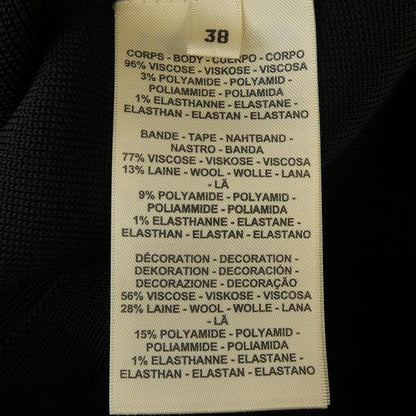 38
CORPS - BODY - CUERPO - CORPO
96% VISCOSE - VISKOSE - VISCOSA
3% POLYAMIDE - POLYAMID -
POLIAMMIDE - POLIAMIDA
1% ELASTHANNE - ELASTANE -
ELASTHAN - ELASTAN - ELASTANO
BANDE - TAPE - NAHTBAND -
NASTRO - BANDA
77% VISCOSE - VISKOSE - VISCOSA
13% LAINE - WOOL - WOLLE - LANA
- LÃ
9% POLYAMIDE - POLYAMID -
POLIAMMIDE - POLIAMIDA
1% ELASTHANNE - ELASTANE -
ELASTHAN - ELASTAN - ELASTANO
DÉCORATION - DECORATION -
DEKORATION - DECORACIÓN -
DECORAZIONE - DECORAÇÃO
56% VISCOSE - VISKOSE - VISCOSA
28% LAINE - WOOL - WOLLE - LANA
- LÃ
15% POLYAMIDE - POLYAMID -
POLIAMMIDE - POLIAMIDA
1% ELASTHANNE - ELASTANE -
ELASTHAN - ELASTAN - ELASTANO